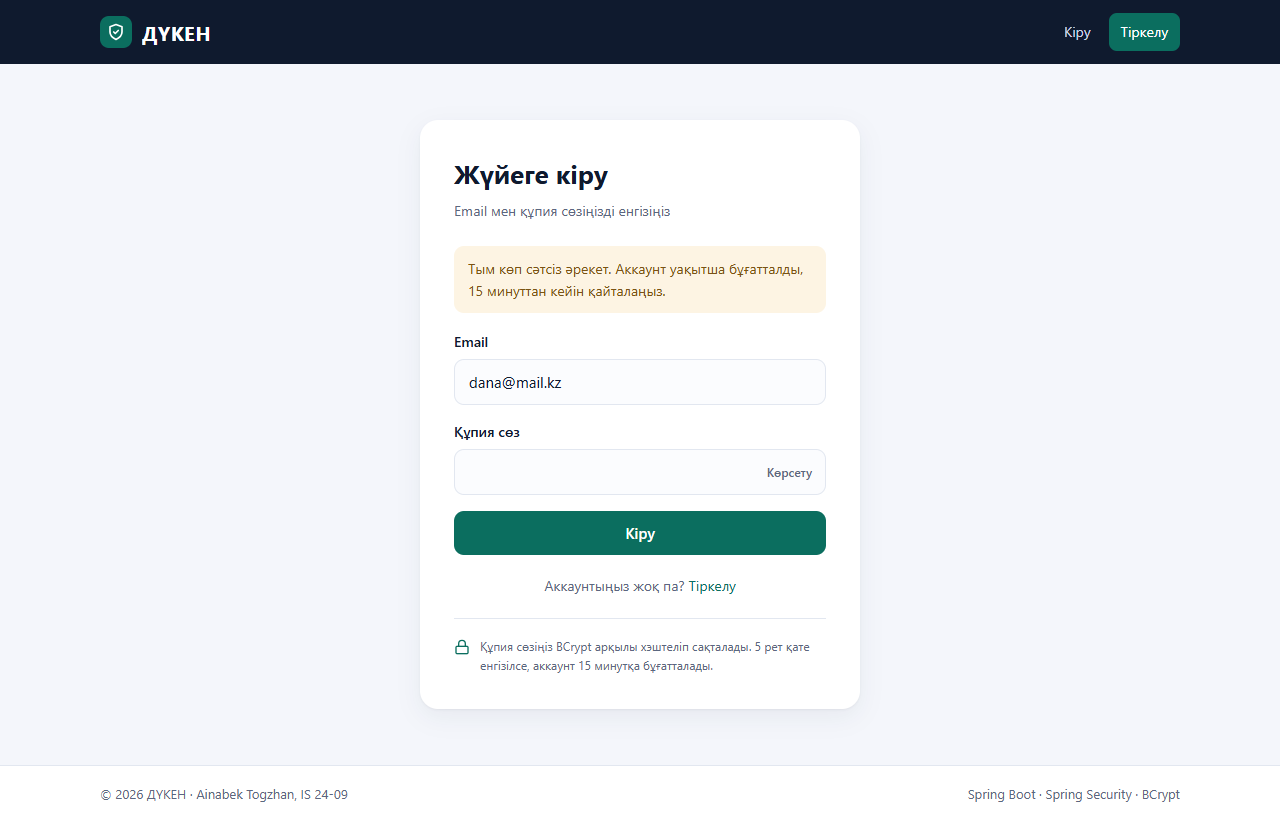 ДҮКЕН
Кіру
Тіркелу
Жүйеге кіру
Email мен құпия сөзіңізді енгізіңіз
Тым көп сәтсіз әрекет. Аккаунт уақытша бұғатталды,
15 минуттан кейін қайталаңыз.
Email
dana@mail.kz
Құпия сөз
Көрсету
Кіру
Аккаунтыңыз жоқ па? Тіркелу
Құпия сөзіңіз BCrypt арқылы хэштеліп сақталады. 5 рет қате
енгізілсе, аккаунт 15 минутқа бұғатталады.
© 2026 ДҮКЕН · Ainabek Togzhan, IS 24-09
Spring Boot · Spring Security · BCrypt